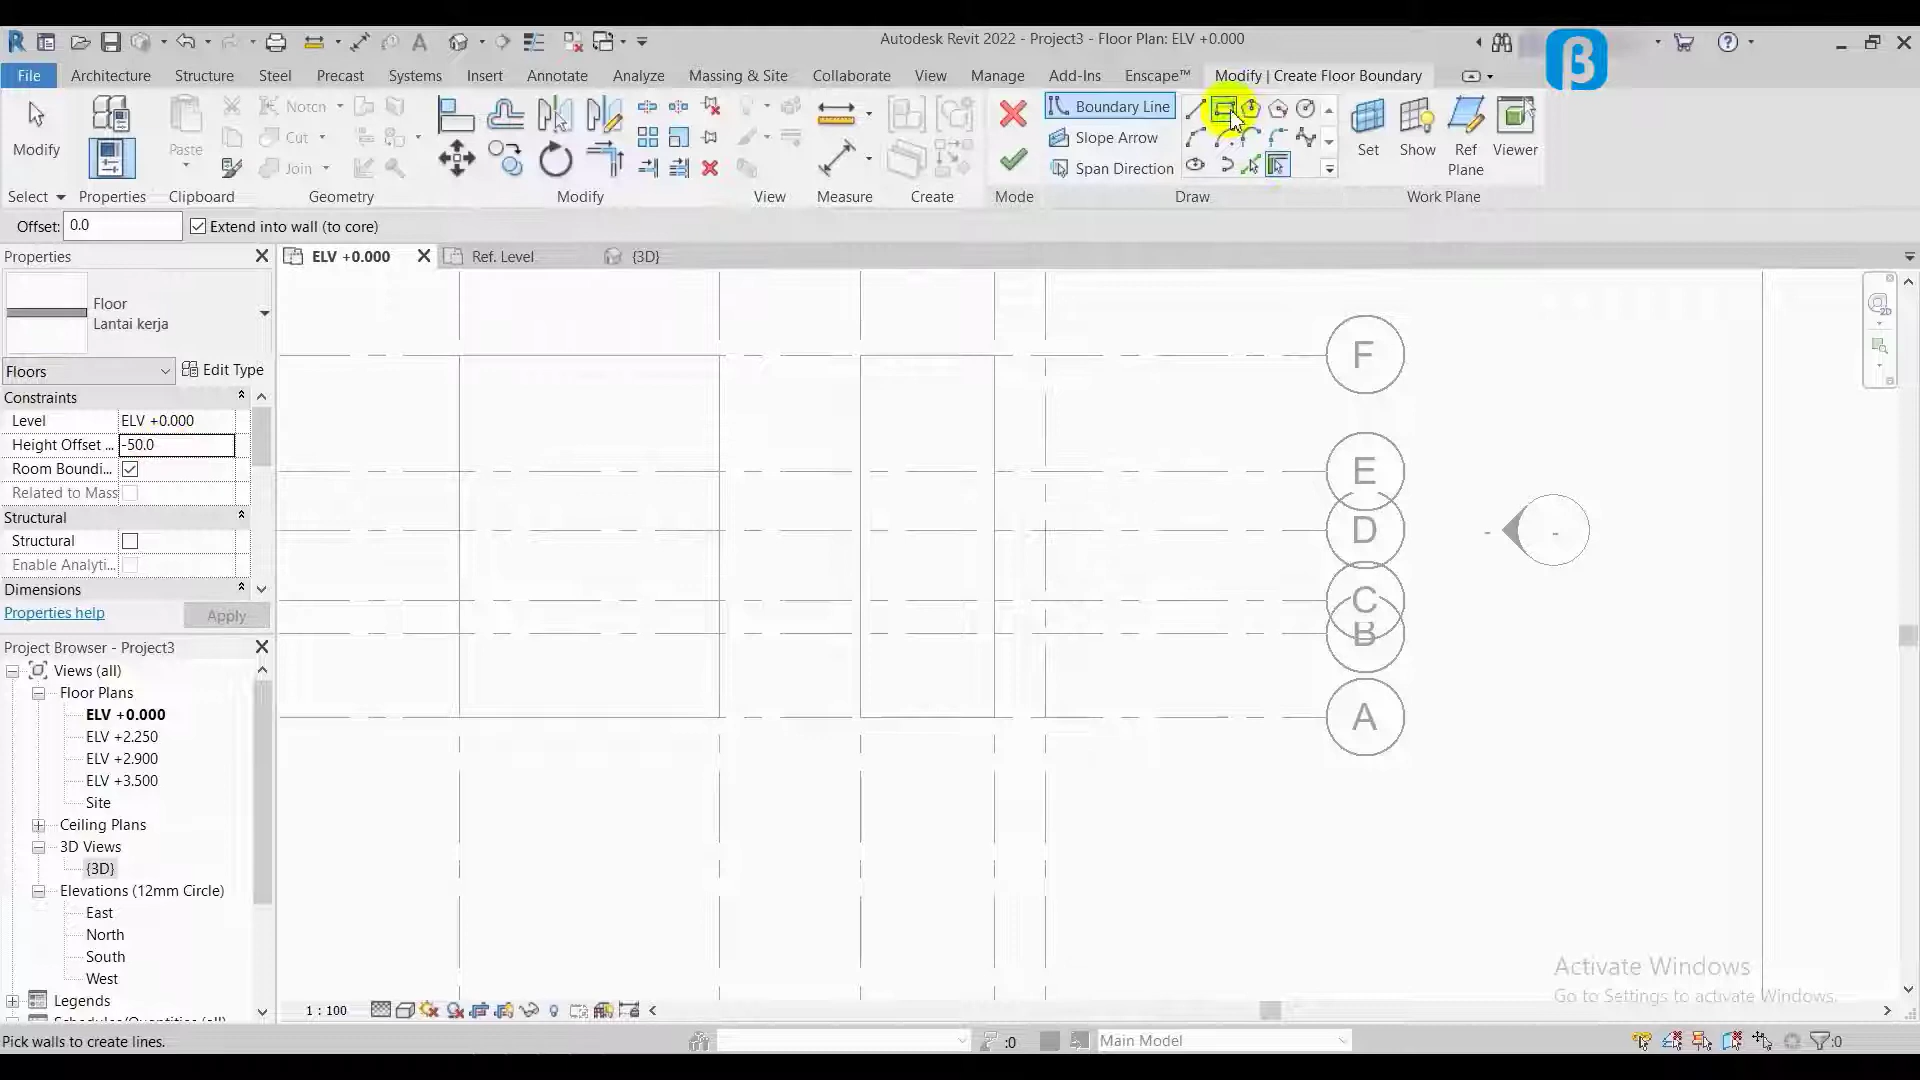 Autodesk Revit 2022 - Project3 - Floor Plan: ELV +0.000
β
File Architecture Structure Steel Precast Systems Insert Annotate Analyze Massing & Site Collaborate View Manage Add-Ins Enscape™ Modify | Create Floor Boundary
Modify
Paste
Notch
Cut
Join
Boundary Line
Slope Arrow
Span Direction
Set
Show
Ref
Plane
Viewer
Select Properties Clipboard Geometry Modify View Measure Create Mode Draw Work Plane
Offset: 0.0 Extend into wall (to core)
Properties
ELV +0.000 Ref. Level {3D}
Floor
Lantai kerja
Floors Edit Type
Constraints
Level ELV +0.000
Height Offset ... -50.0
Room Boundi...
Related to Mass
Structural
Structural
Enable Analyti...
Dimensions
Properties help Apply
Project Browser - Project3
Views (all)
Floor Plans
ELV +0.000
ELV +2.250
ELV +2.900
ELV +3.500
Site
Ceiling Plans
3D Views
{3D}
Elevations (12mm Circle)
East
North
South
West
Legends
F
E
D
C
B
A
- -
Activate Windows
Go to Settings to activate Windows.
1 : 100
Pick walls to create lines.
:0
Main Model
:0